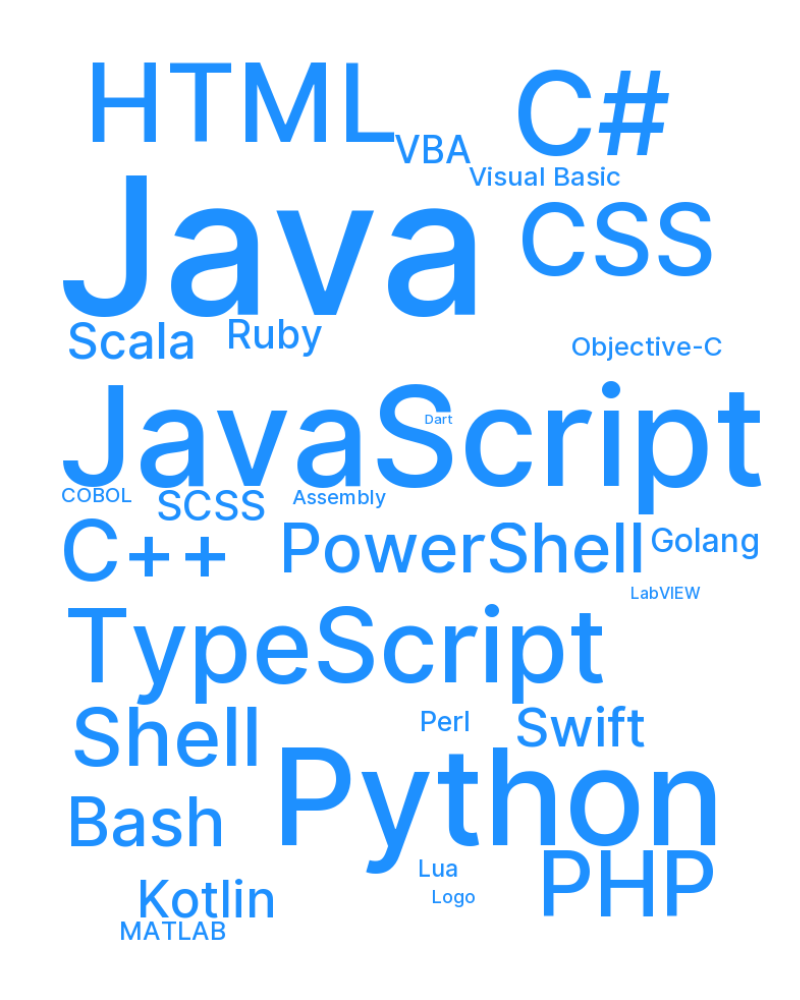 HTML
C#
VBA
Visual Basic
Java
CSS
Scala
Ruby
Objective-C
JavaScript
Dart
COBOL
SCSS
Assembly
C++
PowerShell
Golang
LabVIEW
TypeScript
Shell
Perl
Swift
Python
Bash
Lua
PHP
Kotlin
Logo
MATLAB